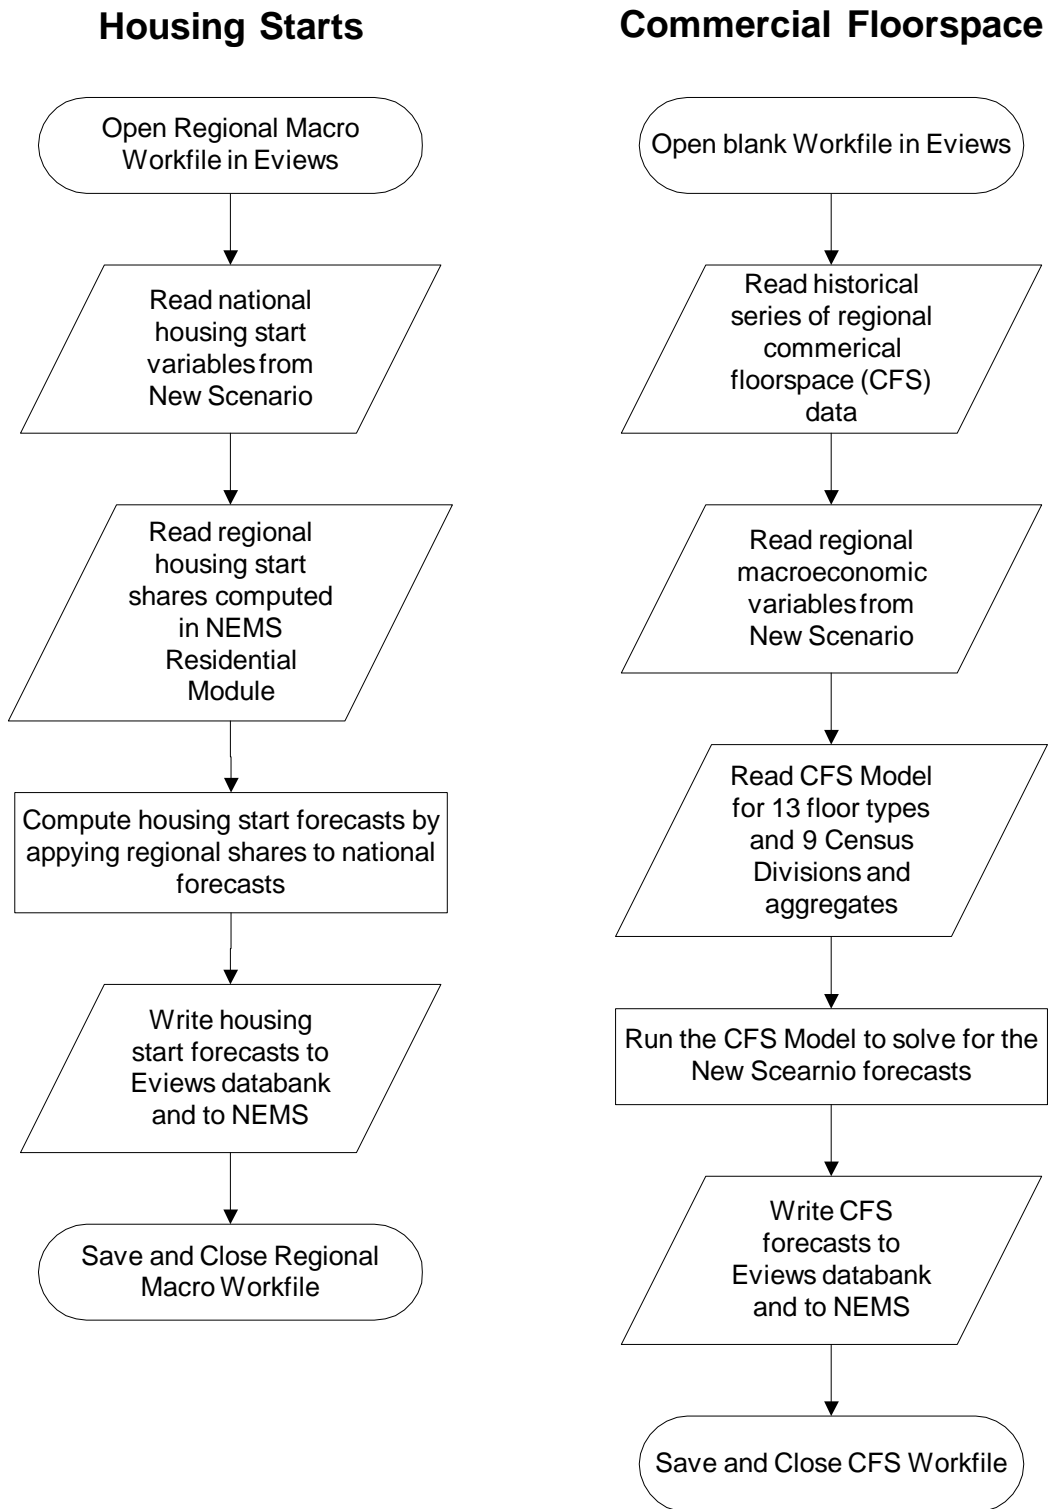 Housing Starts
Open Regional Macro
Workfile in Eviews
Read national
housing start
variables from
New Scenario
Read regional
housing start
shares computed
in NEMS
Residential
Module
Compute housing start forecasts by
appying regional shares to national
forecasts
Write housing
start forecasts to
Eviews databank
and to NEMS
Save and Close Regional
Macro Workfile
Commercial Floorspace
Open blank Workfile in Eviews
Read historical
series of regional
commerical
floorspace (CFS)
data
Read regional
macroeconomic
variables from
New Scenario
Read CFS Model
for 13 floor types
and 9 Census
Divisions and
aggregates
Run the CFS Model to solve for the
New Scearnio forecasts
Write CFS
forecasts to
Eviews databank
and to NEMS
Save and Close CFS Workfile